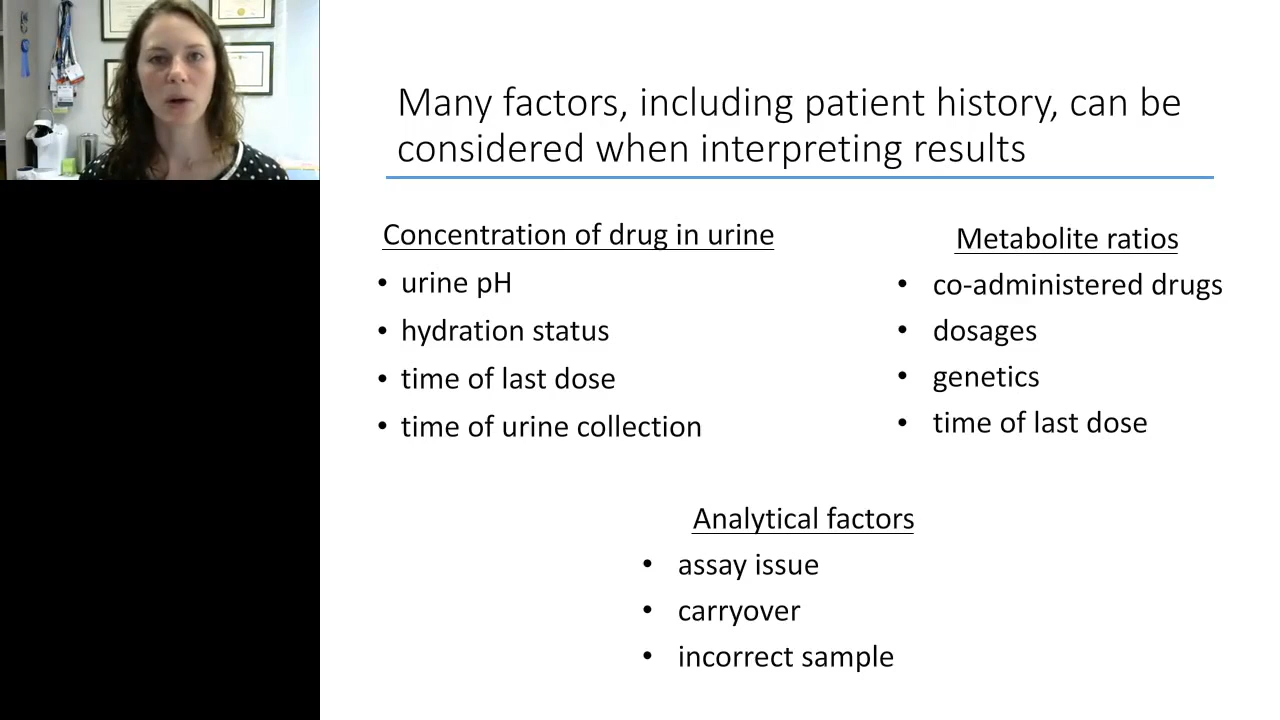 Many factors, including patient history, can be
considered when interpreting results
Concentration of drug in urine
• urine pH
• hydration status
• time of last dose
• time of urine collection
Metabolite ratios
• co-administered drugs
• dosages
• genetics
• time of last dose
Analytical factors
• assay issue
• carryover
• incorrect sample